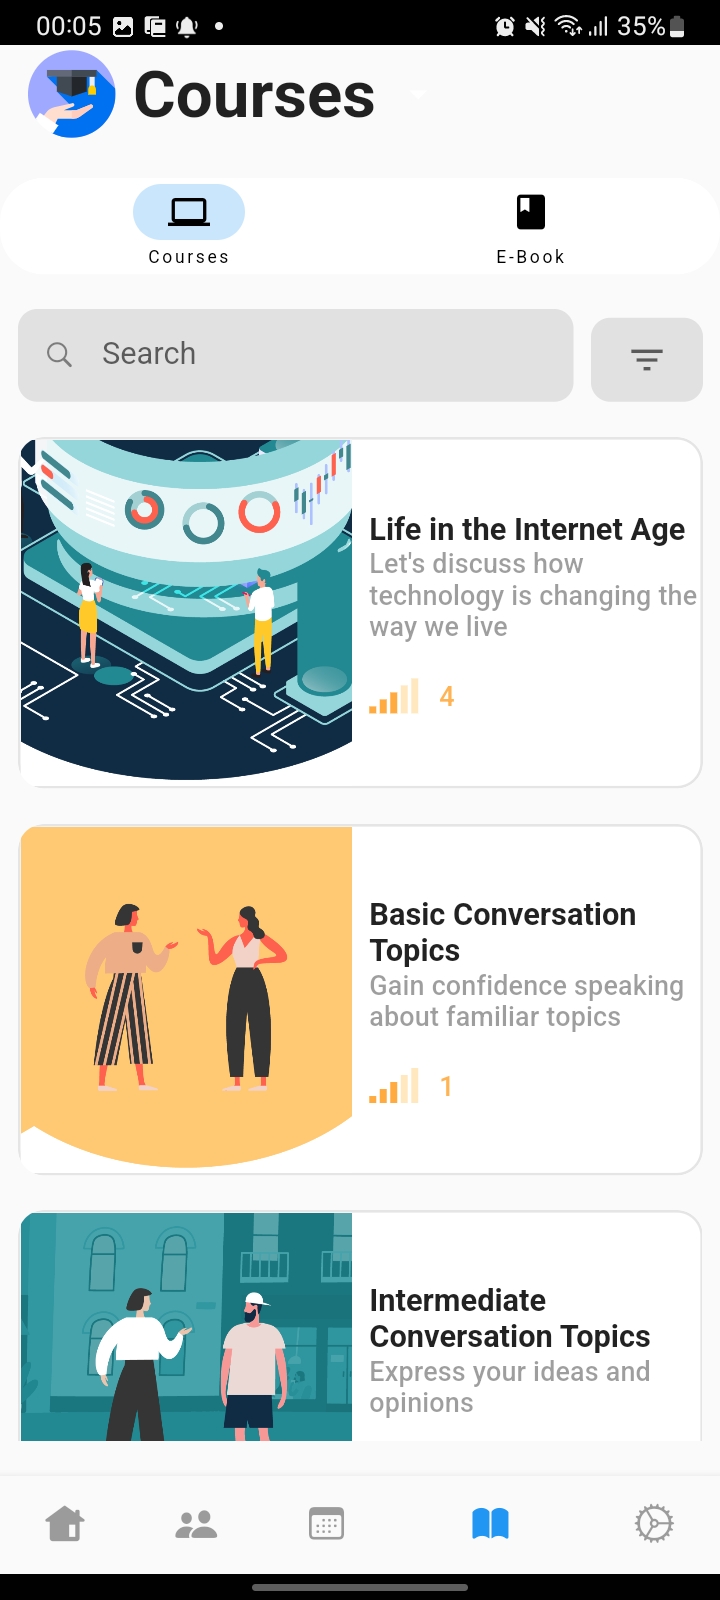 00:05 35%
Courses
Courses E-Book
Search
Life in the Internet Age
Let's discuss how
technology is changing the
way we live
4
Basic Conversation
Topics
Gain confidence speaking
about familiar topics
1
Intermediate
Conversation Topics
Express your ideas and
opinions